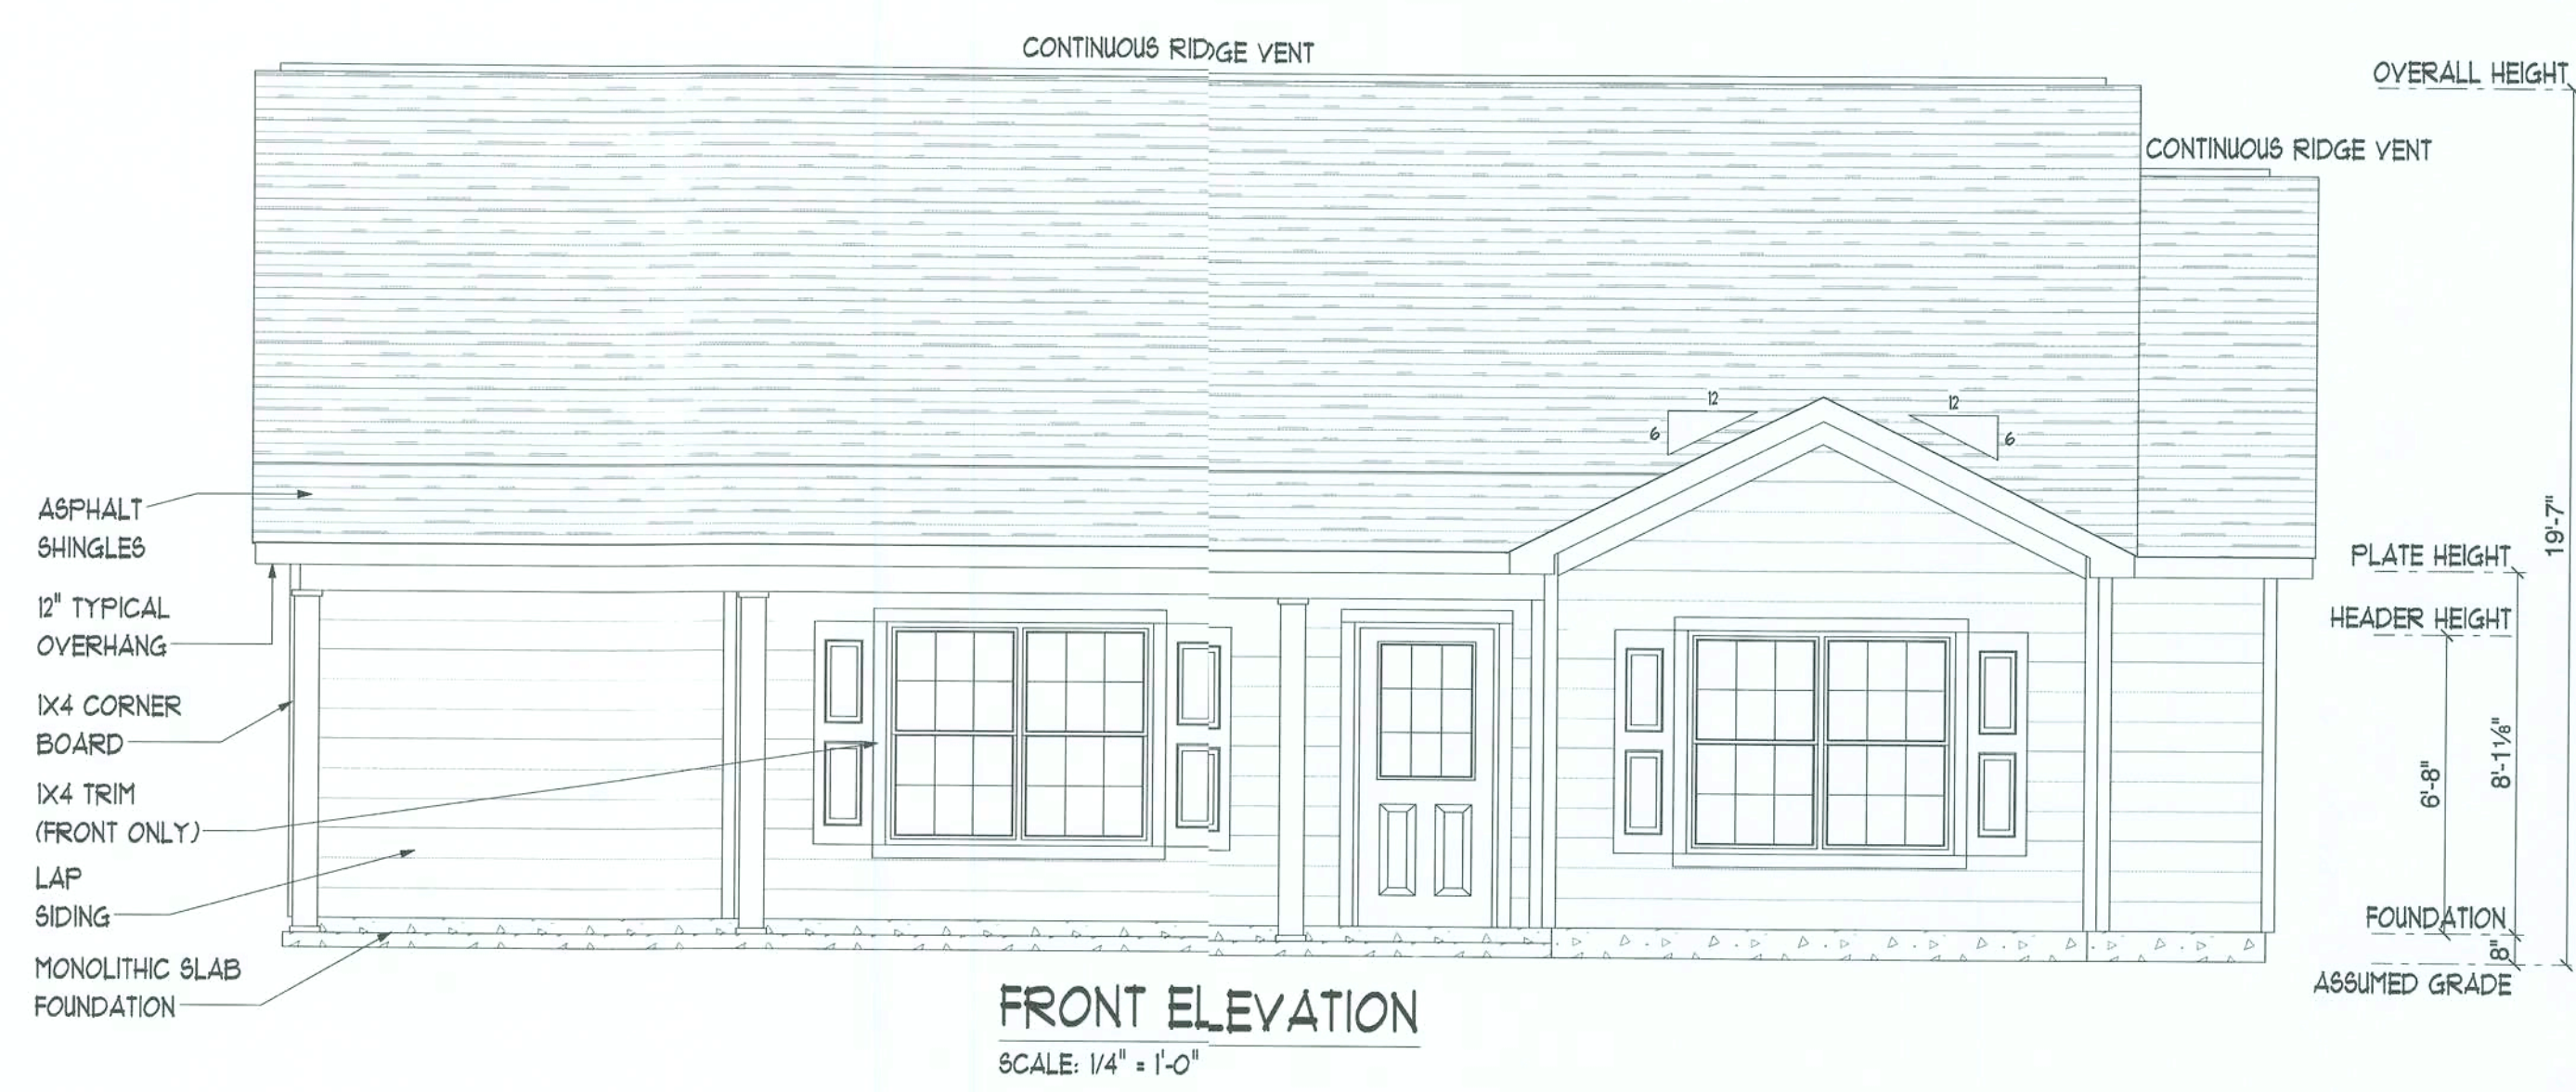 CONTINUOUS RIDGE VENT
OVERALL HEIGHT
CONTINUOUS RIDGE VENT
12
12
6
6
ASPHALT
SHINGLES
19'-7"
PLATE HEIGHT
12" TYPICAL
OVERHANG
HEADER HEIGHT
1X4 CORNER
BOARD
6'-8"
8'-1 1/8"
1X4 TRIM
(FRONT ONLY)
LAP
SIDING
FOUNDATION
8"
MONOLITHIC SLAB
FOUNDATION
ASSUMED GRADE
FRONT ELEVATION
SCALE: 1/4" = 1'-0"